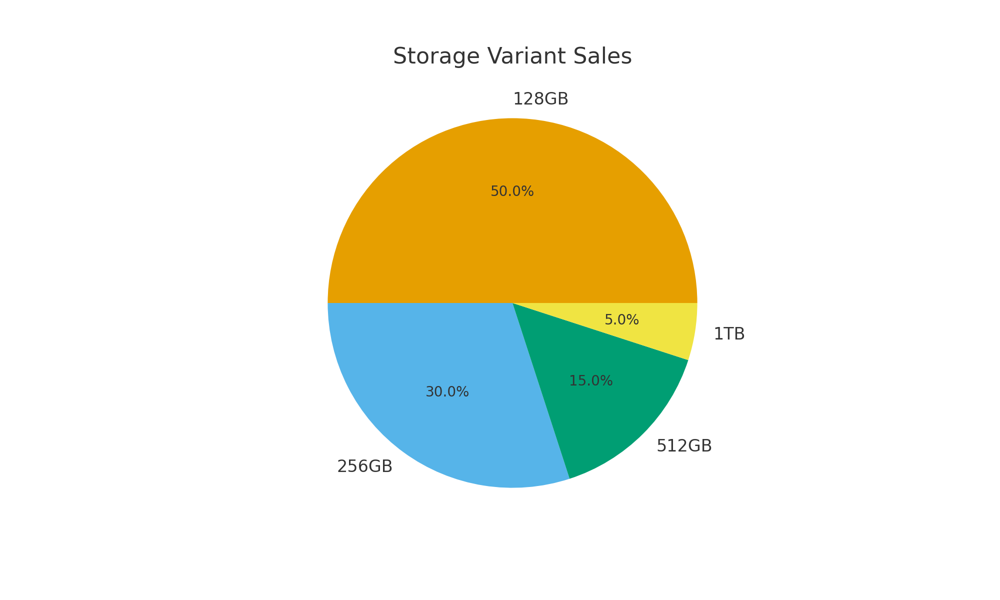 Storage Variant Sales
128GB
50.0%
5.0%
1TB
15.0%
30.0%
512GB
256GB